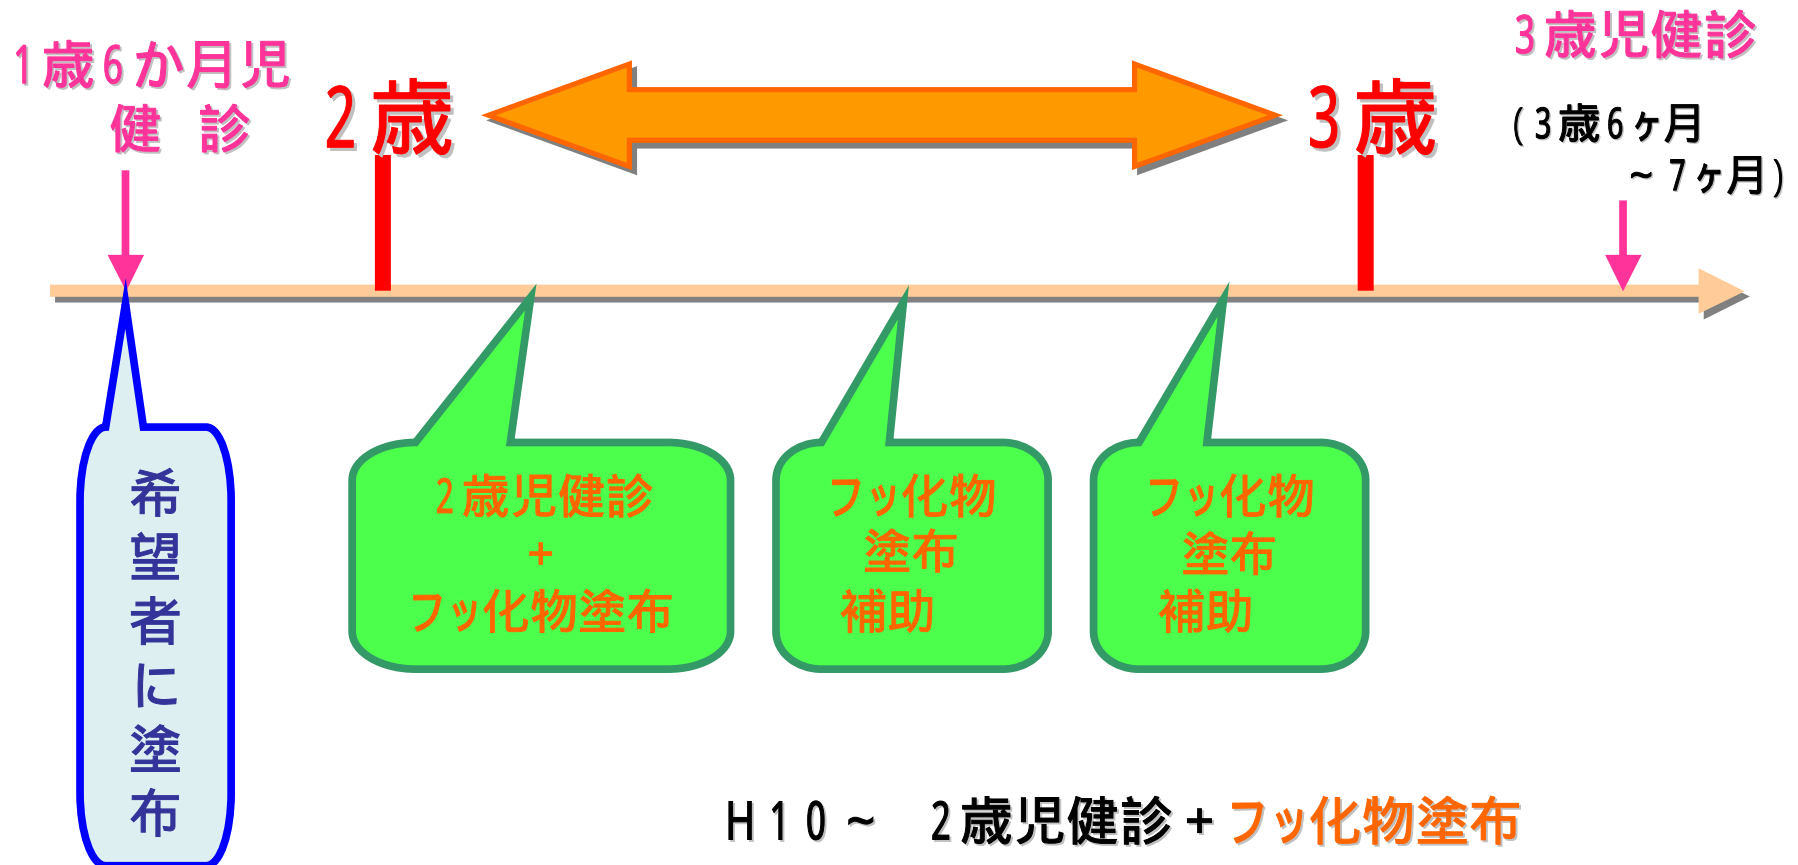 １歳６か月児
健　診
２歳
３歳
３歳児健診
(３歳６ヶ月
～７ヶ月)
希望者に塗布
２歳児健診
＋
フッ化物塗布
フッ化物
塗布
補助
フッ化物
塗布
補助
Ｈ１０～　２歳児健診＋フッ化物塗布